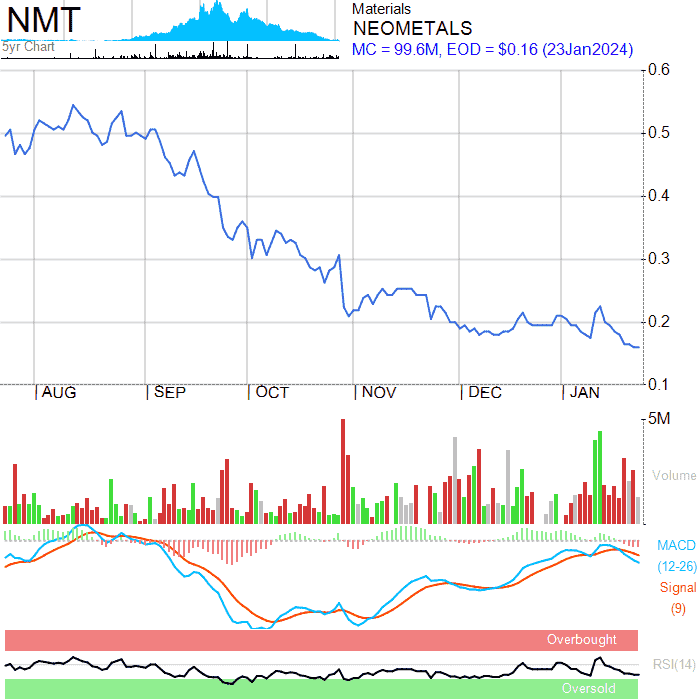 NMT
5yr Chart
Materials
NEOMETALS
MC = 99.6M, EOD = $0.16 (23Jan2024)
0.6
0.5
0.4
0.3
0.2
0.1
AUG SEP OCT NOV DEC JAN
5M
Volume
MACD
(12-26)
Signal
(9)
Overbought
RSI(14)
Oversold